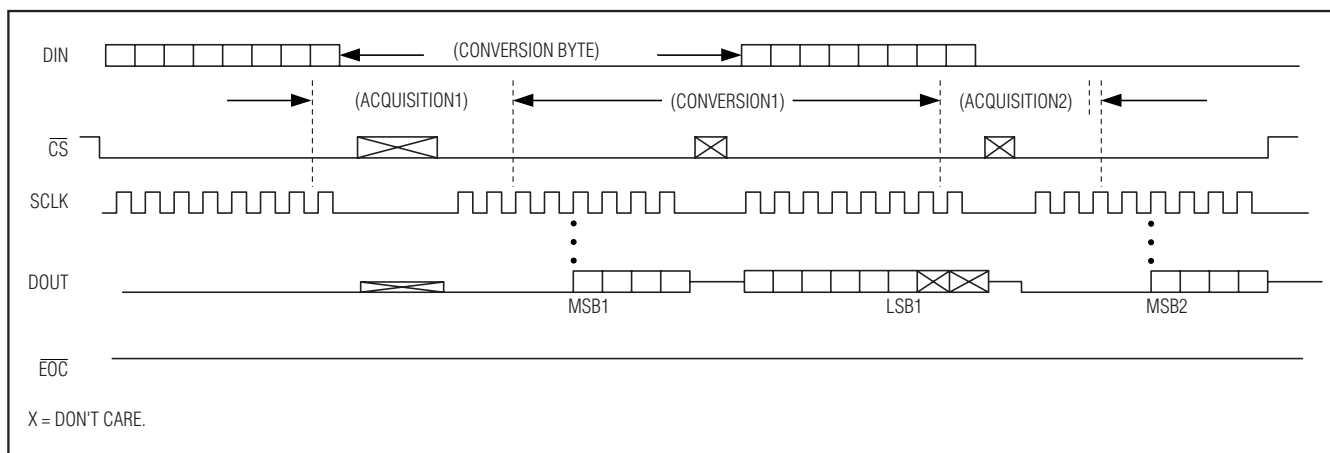 DIN
(CONVERSION BYTE)
(ACQUISITION1)
(CONVERSION1)
(ACQUISITION2)
CS
SCLK
DOUT
MSB1
LSB1
MSB2
EOC
X = DON'T CARE.